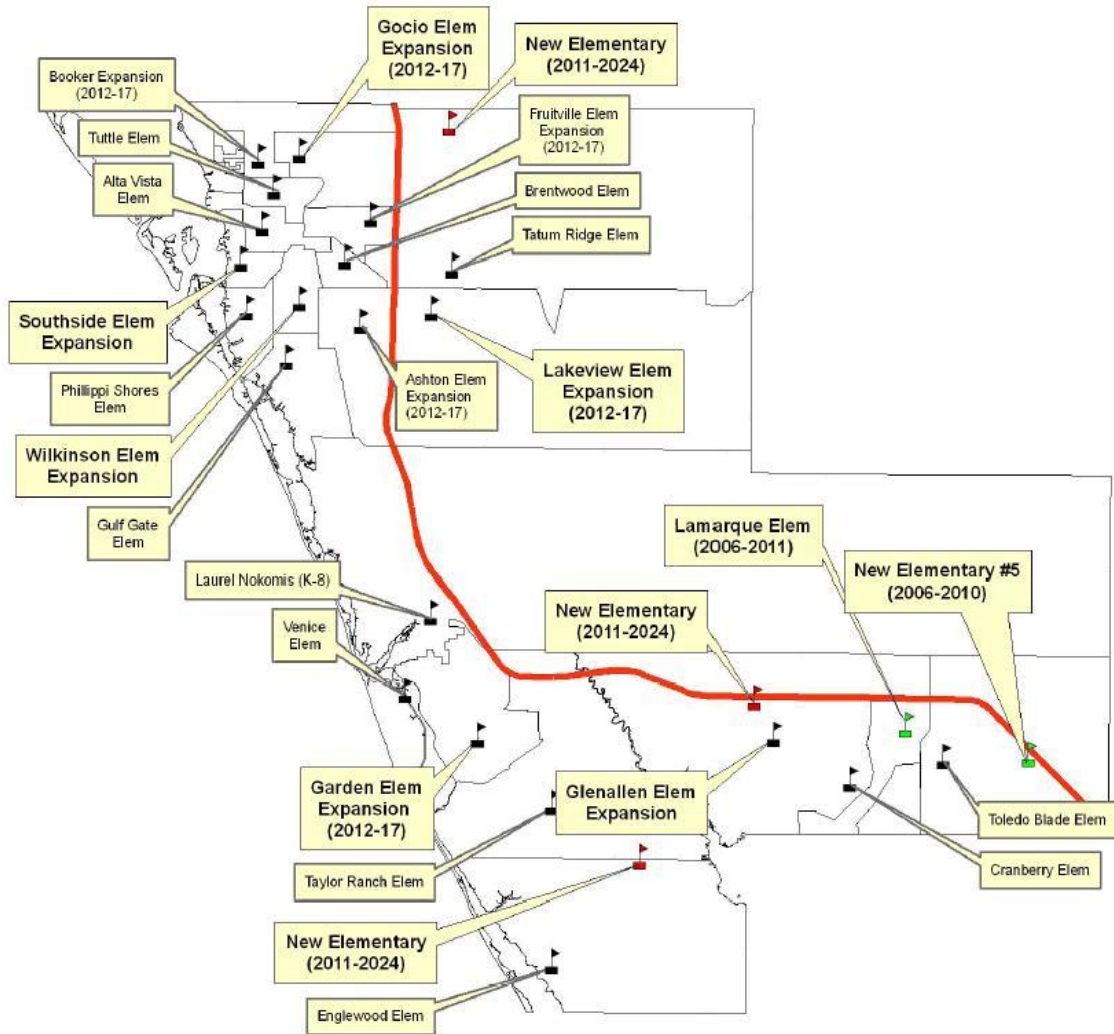 Gocio Elem
Expansion
(2012-17)
New Elementary
(2011-2024)
Booker Expansion
(2012-17)
Fruitville Elem
Expansion
(2012-17)
Tuttle Elem
Alta Vista
Elem
Brentwood Elem
Tatum Ridge Elem
Southside Elem
Expansion
Phillippi Shores
Elem
Ashton Elem
Expansion
(2012-17)
Lakeview Elem
Expansion
(2012-17)
Wilkinson Elem
Expansion
Gulf Gate
Elem
Lamarque Elem
(2006-2011)
New Elementary #5
(2006-2010)
Laurel Nokomis (K-8)
New Elementary
(2011-2024)
Venice
Elem
Garden Elem
Expansion
(2012-17)
Glenallen Elem
Expansion
Toledo Blade Elem
Cranberry Elem
Taylor Ranch Elem
New Elementary
(2011-2024)
Englewood Elem